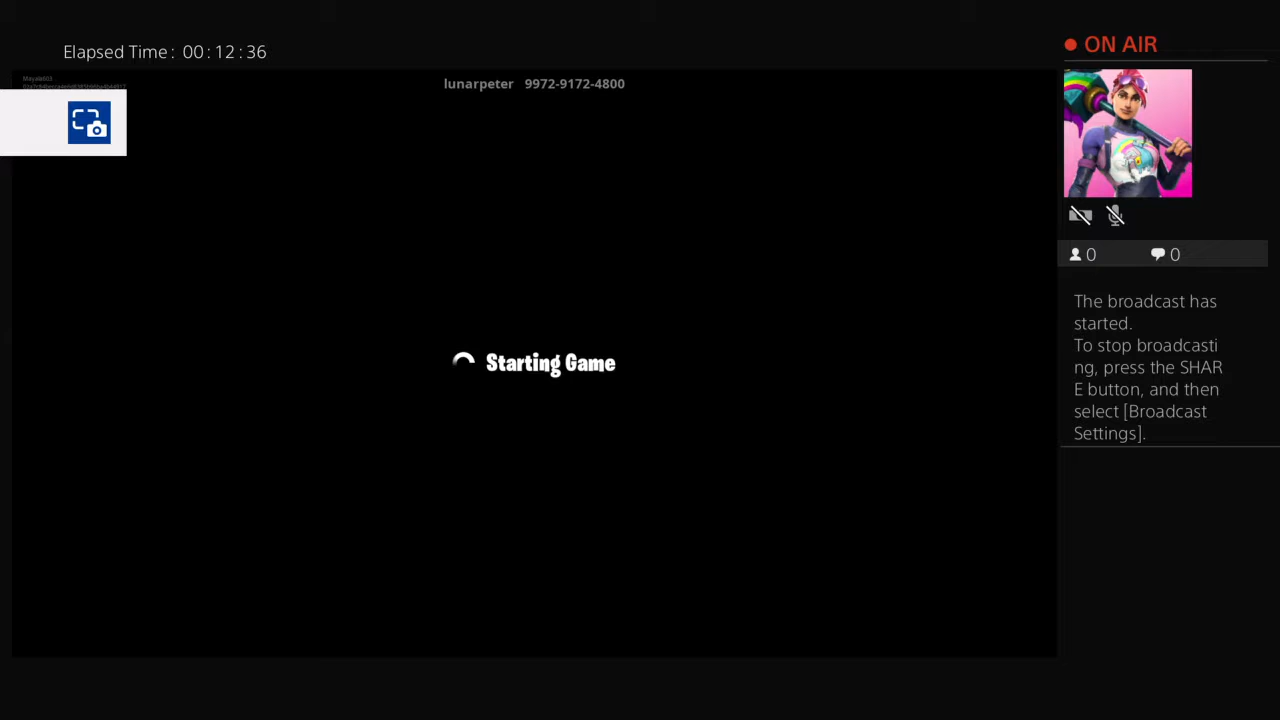 Elapsed Time: 00:12:36
ON AIR
Mayala603
lunarpeter 9972-9172-4800
0 0
Starting Game
The broadcast has
started.
To stop broadcasti
ng, press the SHAR
E button, and then
select [Broadcast
Settings].